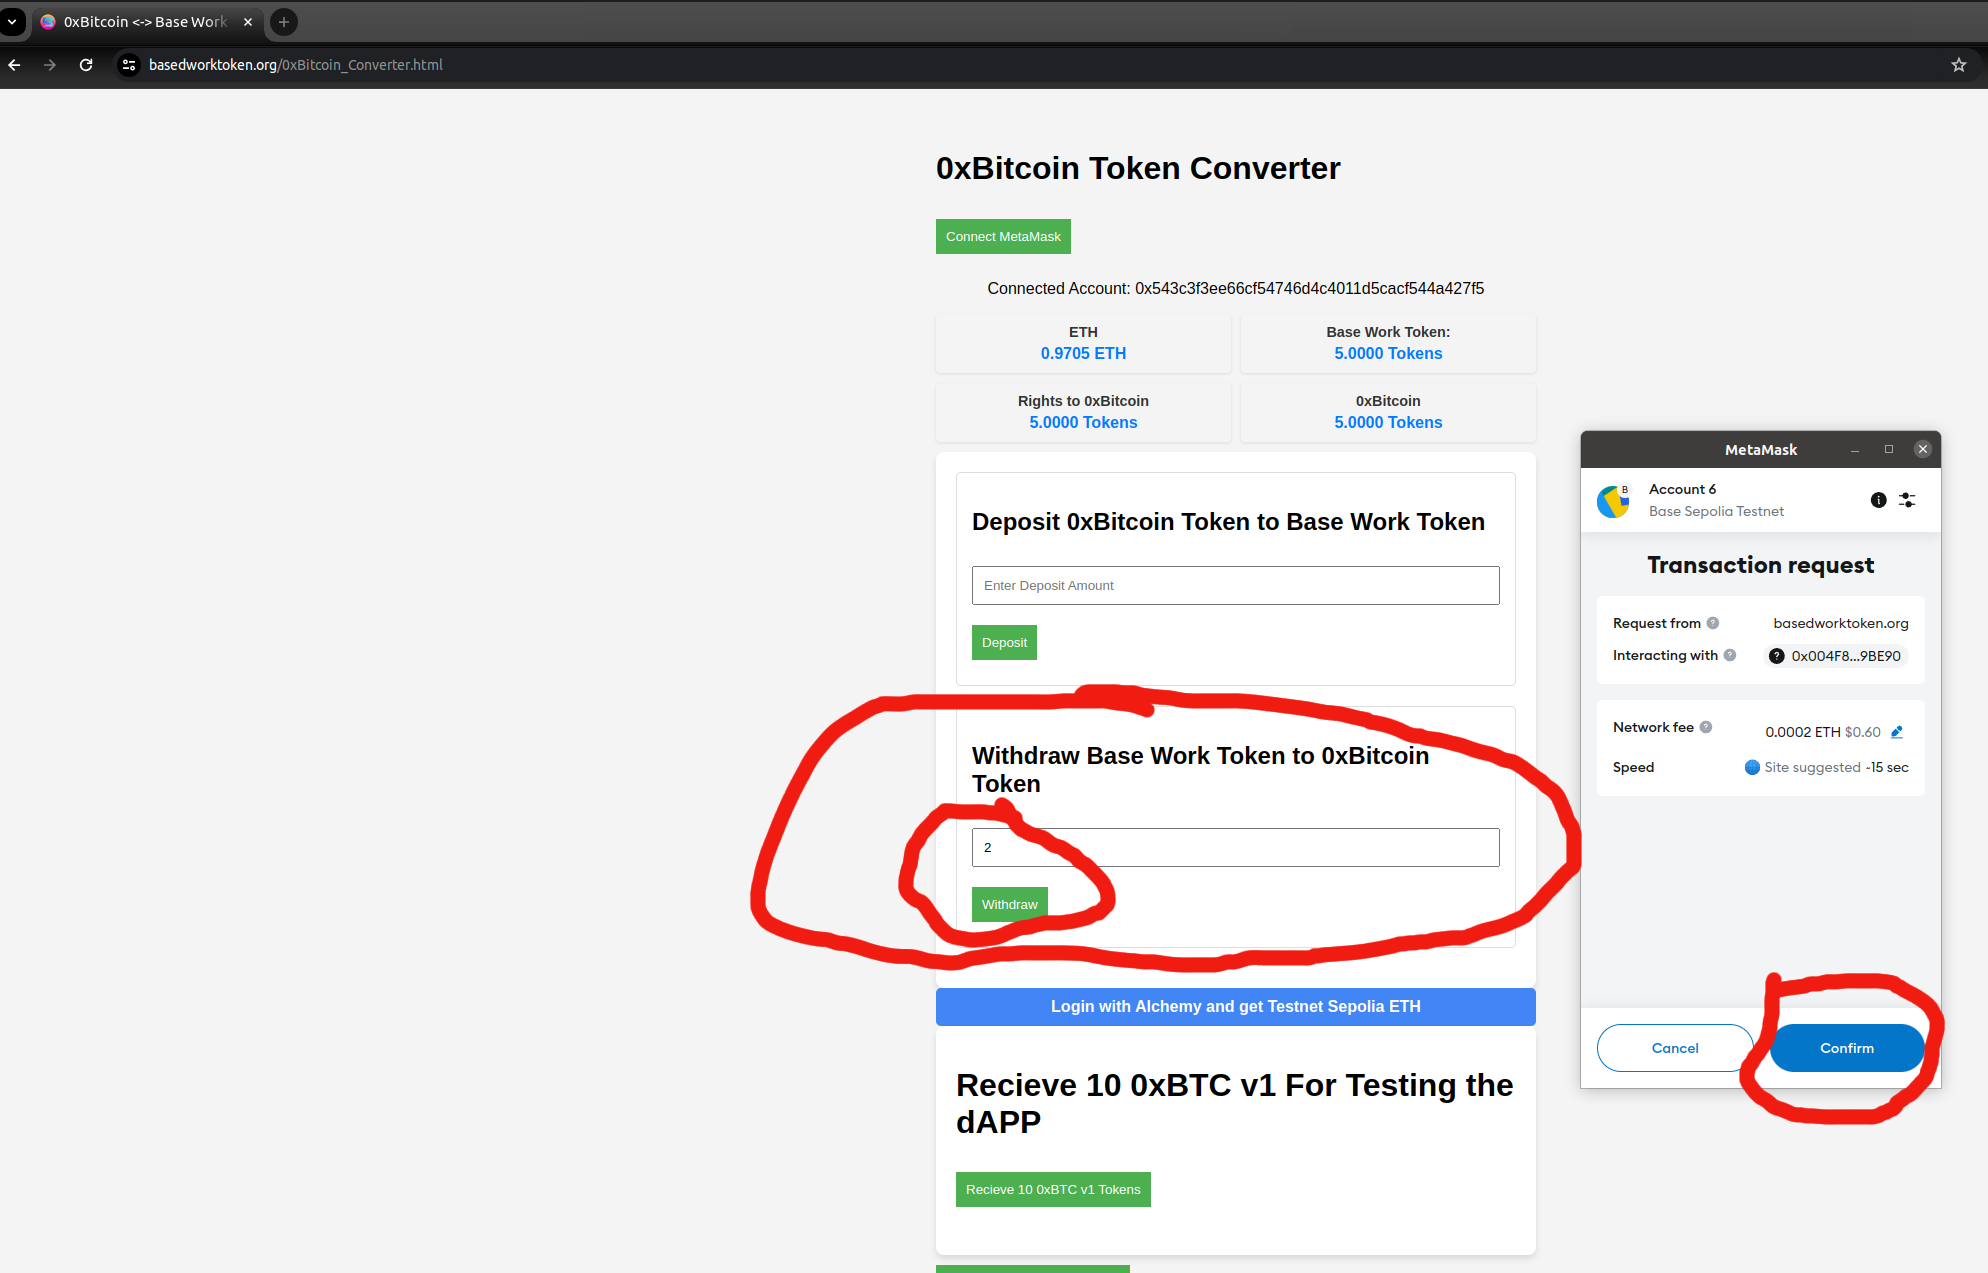 0xBitcoin <-> Base Work
basedworktoken.org/0xBitcoin_Converter.html
0xBitcoin Token Converter
Connect MetaMask
Connected Account: 0x543c3f3ee66cf54746d4c4011d5cacf544a427f5
ETH
0.9705 ETH
Base Work Token:
5.0000 Tokens
Rights to 0xBitcoin
5.0000 Tokens
0xBitcoin
5.0000 Tokens
Deposit 0xBitcoin Token to Base Work Token
Enter Deposit Amount
Deposit
Withdraw Base Work Token to 0xBitcoin
Token
2
Withdraw
Login with Alchemy and get Testnet Sepolia ETH
Recieve 10 0xBTC v1 For Testing the
dAPP
Recieve 10 0xBTC v1 Tokens
MetaMask
B
Account 6
Base Sepolia Testnet
Transaction request
Request from ? basedworktoken.org
Interacting with ? ? 0x004F8...9BE90
Network fee ? 0.0002 ETH $0.60
Speed Site suggested ~15 sec
Cancel
Confirm